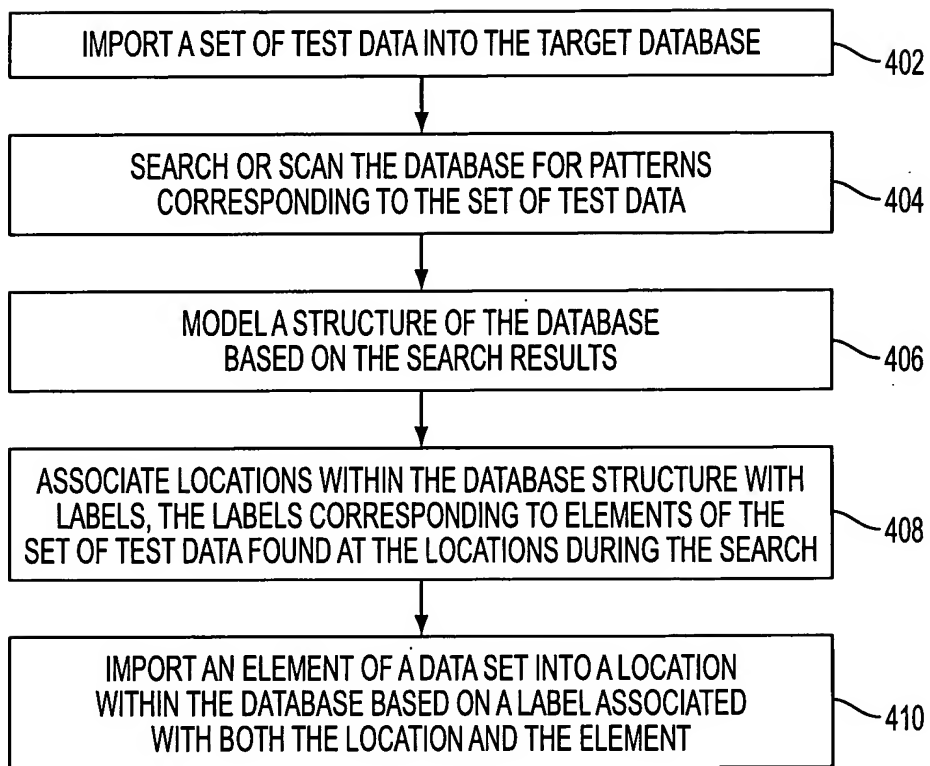 IMPORT A SET OF TEST DATA INTO THE TARGET DATABASE
402
SEARCH OR SCAN THE DATABASE FOR PATTERNS
CORRESPONDING TO THE SET OF TEST DATA
404
MODEL A STRUCTURE OF THE DATABASE
BASED ON THE SEARCH RESULTS
406
ASSOCIATE LOCATIONS WITHIN THE DATABASE STRUCTURE WITH
LABELS, THE LABELS CORRESPONDING TO ELEMENTS OF THE
SET OF TEST DATA FOUND AT THE LOCATIONS DURING THE SEARCH
408
IMPORT AN ELEMENT OF A DATA SET INTO A LOCATION
WITHIN THE DATABASE BASED ON A LABEL ASSOCIATED
WITH BOTH THE LOCATION AND THE ELEMENT
410